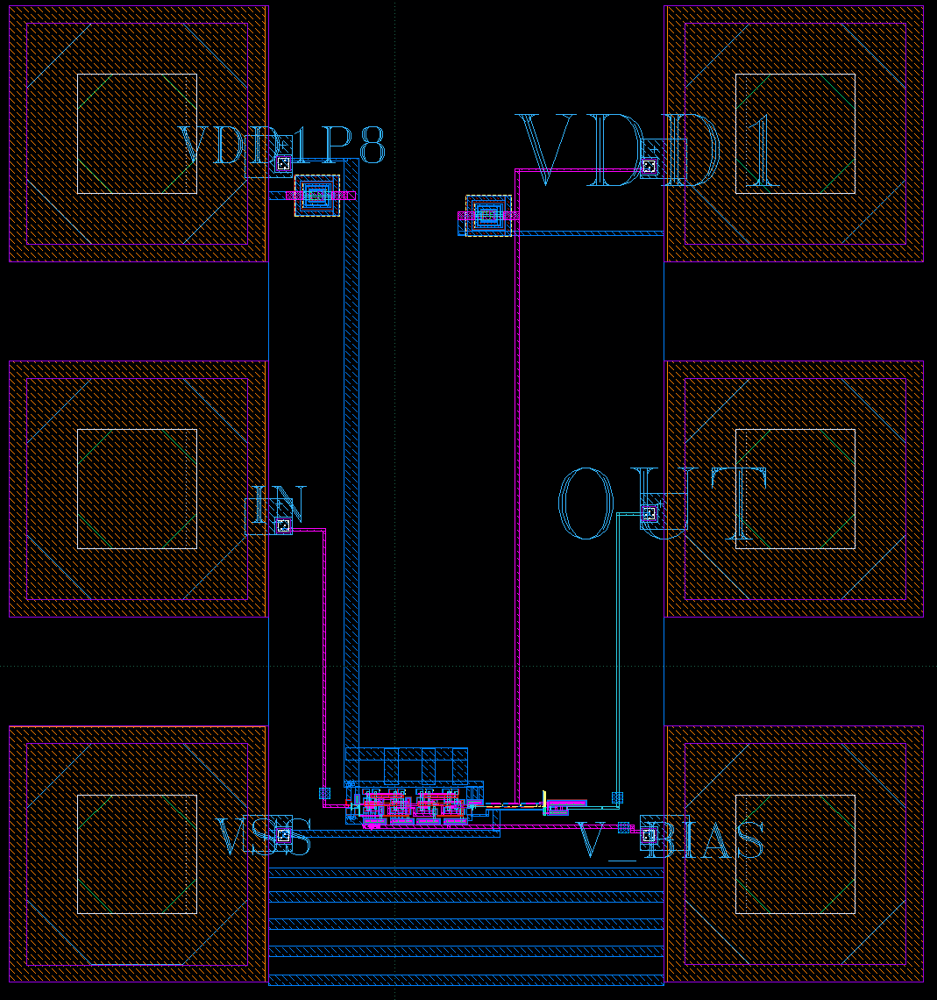 VDD1P8
VDD1
IN
OUT
VSS
V_BIAS